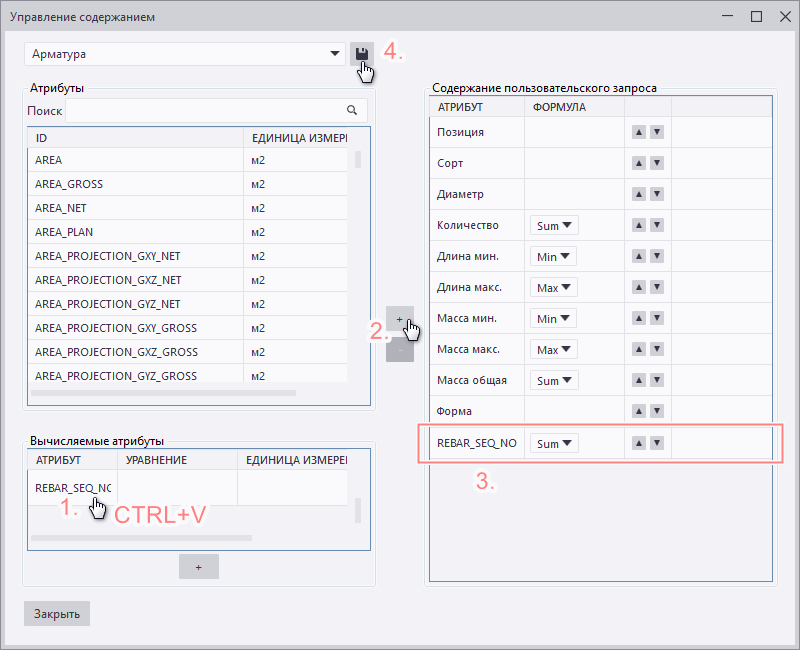 Управление содержанием
Арматура
4.
Атрибуты
Поиск
ID ЕДИНИЦА ИЗМЕРЕ
AREA м2
AREA_GROSS м2
AREA_NET м2
AREA_PLAN м2
AREA_PROJECTION_GXY_NET м2
AREA_PROJECTION_GXZ_NET м2
AREA_PROJECTION_GYZ_NET м2
AREA_PROJECTION_GXY_GROSS м2
AREA_PROJECTION_GXZ_GROSS м2
AREA_PROJECTION_GYZ_GROSS м2
Вычисляемые атрибуты
АТРИБУТ УРАВНЕНИЕ ЕДИНИЦА ИЗМЕРЕ
REBAR_SEQ_NO
1. CTRL+V
+
Закрыть
+
2.
-
Содержание пользовательского запроса
АТРИБУТ ФОРМУЛА
Позиция
Сорт
Диаметр
Количество Sum
Длина мин. Min
Длина макс. Max
Масса мин. Min
Масса макс. Max
Масса общая Sum
Форма
REBAR_SEQ_NO Sum
3.